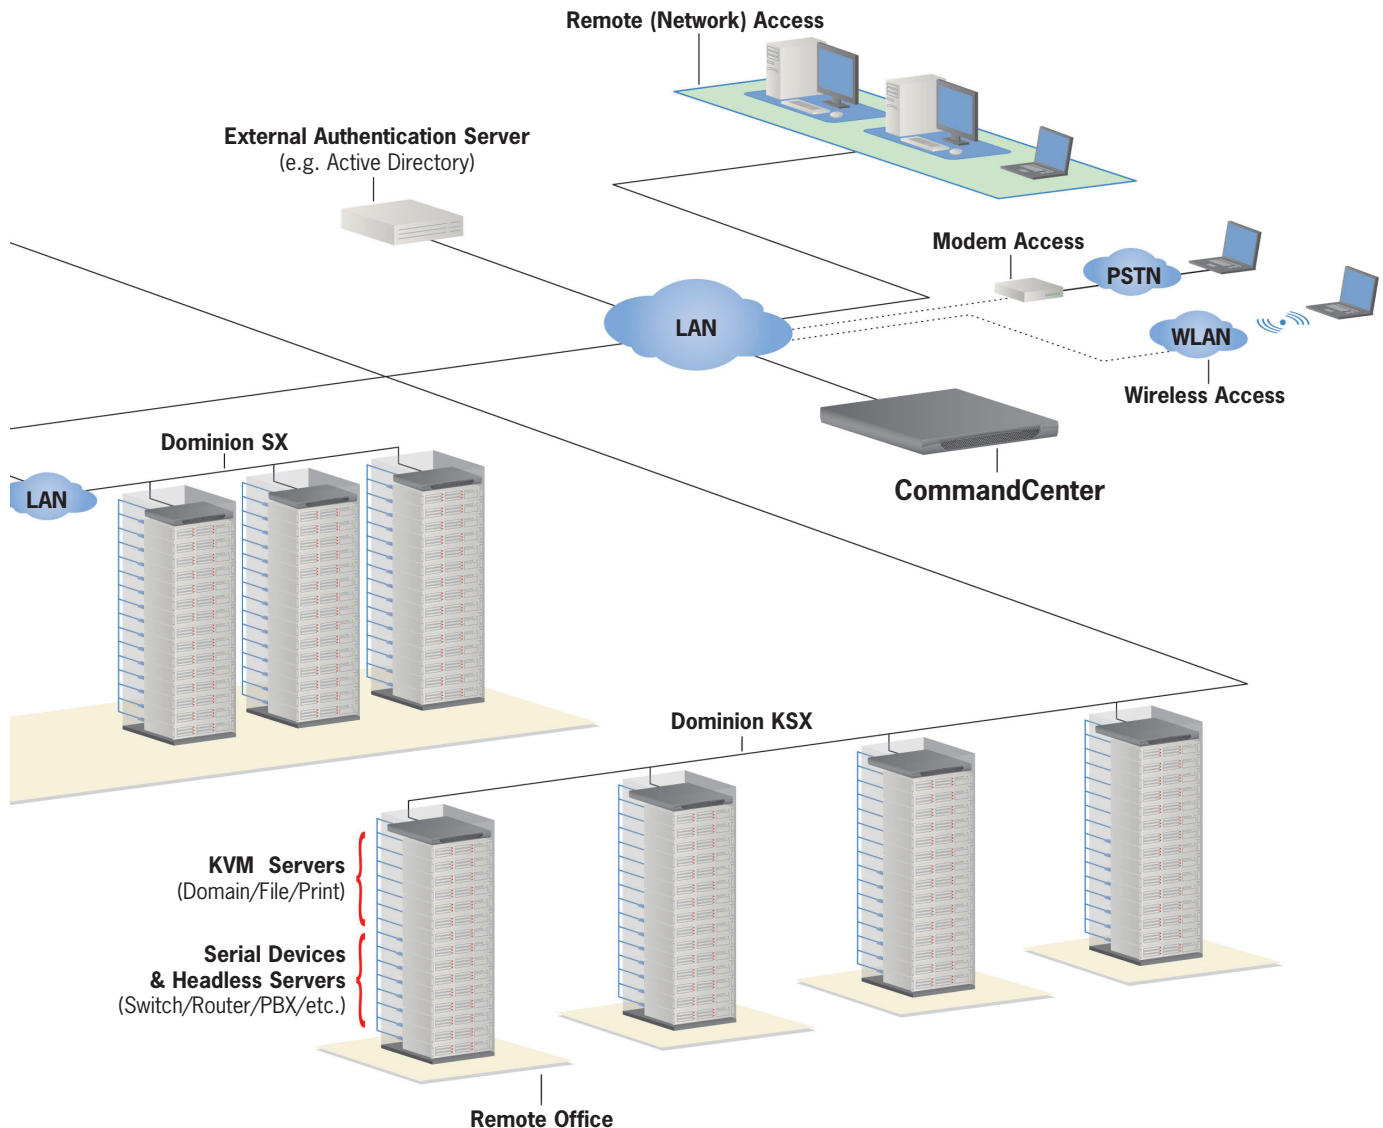 Remote (Network) Access
External Authentication Server
(e.g. Active Directory)
Modem Access
PSTN
LAN
WLAN
Wireless Access
Dominion SX
LAN
CommandCenter
Dominion KSX
KVM Servers
(Domain/File/Print)
Serial Devices
& Headless Servers
(Switch/Router/PBX/etc.)
Remote Office